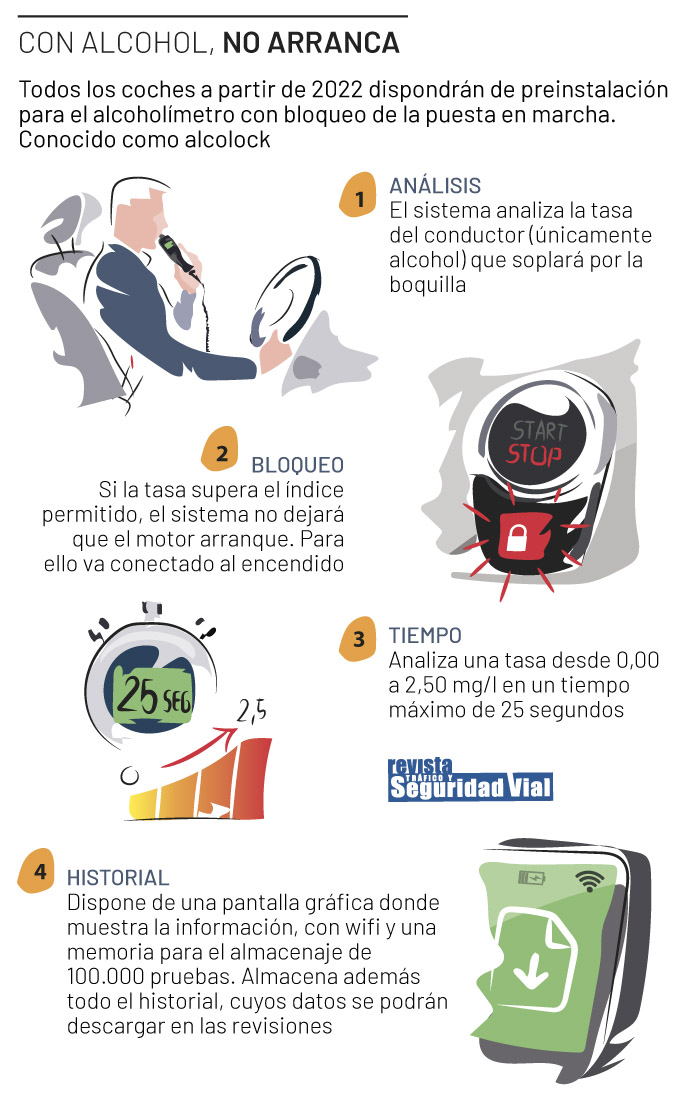 CON ALCOHOL, NO ARRANCA
Todos los coches a partir de 2022 dispondrán de preinstalación
para el alcoholímetro con bloqueo de la puesta en marcha.
Conocido como alcolock
1
ANÁLISIS
El sistema analiza la tasa
del conductor (únicamente
alcohol) que soplará por la
boquilla
START
STOP
2
BLOQUEO
Si la tasa supera el índice
permitido, el sistema no dejará
que el motor arranque. Para
ello va conectado al encendido
25 SEG
0
2,5
3
TIEMPO
Analiza una tasa desde 0,00
a 2,50 mg/l en un tiempo
máximo de 25 segundos
revista
TRÁFICO Y
Seguridad Vial
4
HISTORIAL
Dispone de una pantalla gráfica donde
muestra la información, con wifi y una
memoria para el almacenaje de
100.000 pruebas. Almacena además
todo el historial, cuyos datos se podrán
descargar en las revisiones